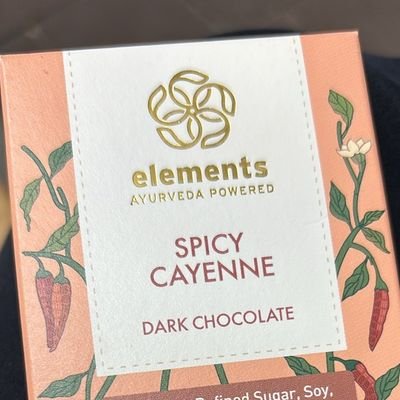 elements
AYURVEDA POWERED
SPICY
CAYENNE
DARK CHOCOLATE
Refined Sugar, Soy,